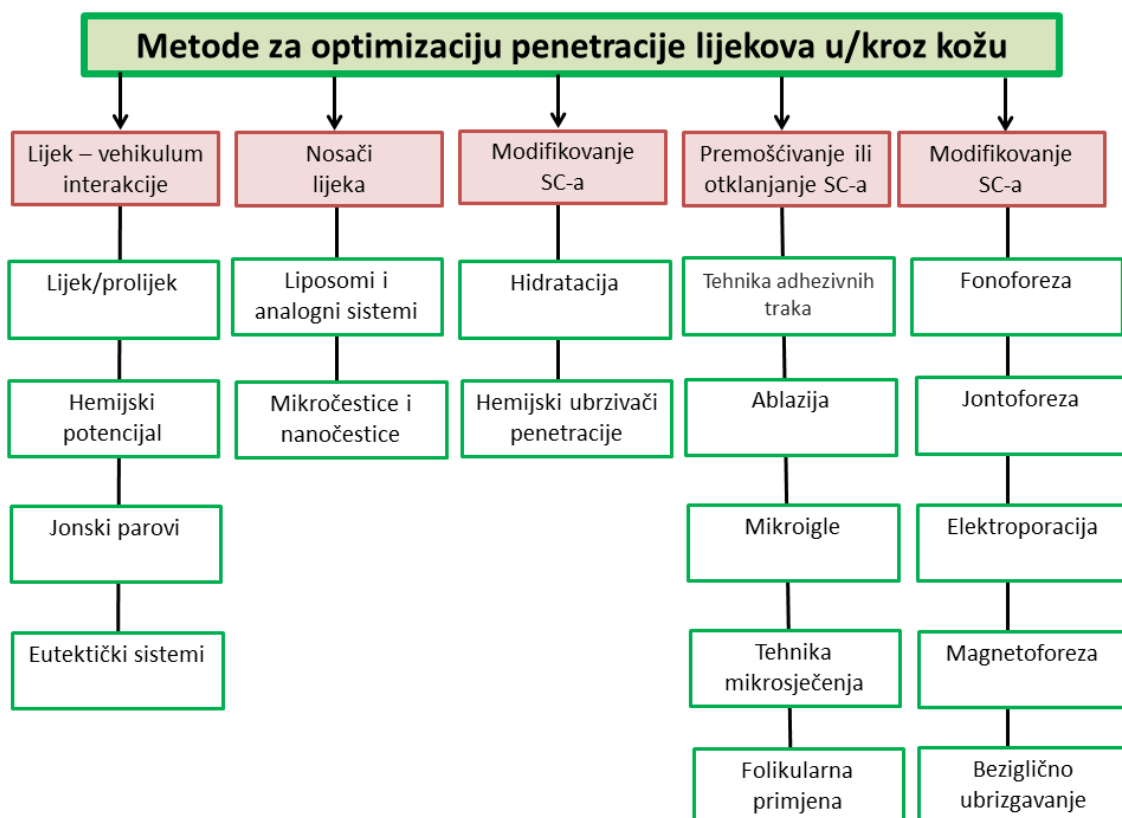 Metode za optimizaciju penetracije lijekova u/kroz kožu
Lijek – vehikulum
interakcije
Lijek/prolijek
Hemijski
potencijal
Jonski parovi
Eutektički sistemi
Nosači
lijeka
Liposomi i
analogni sistemi
Mikročestice i
nanočestice
Modifikovanje
SC-a
Hidratacija
Hemijski ubrzivači
penetracije
Premošćivanje ili
otklanjanje SC-a
Tehnika adhezivnih
traka
Ablazija
Mikroigle
Tehnika
mikrosječenja
Folikularna
primjena
Modifikovanje
SC-a
Fonoforeza
Jontoforeza
Elektroporacija
Magnetoforeza
Beziglično
ubrizgavanje